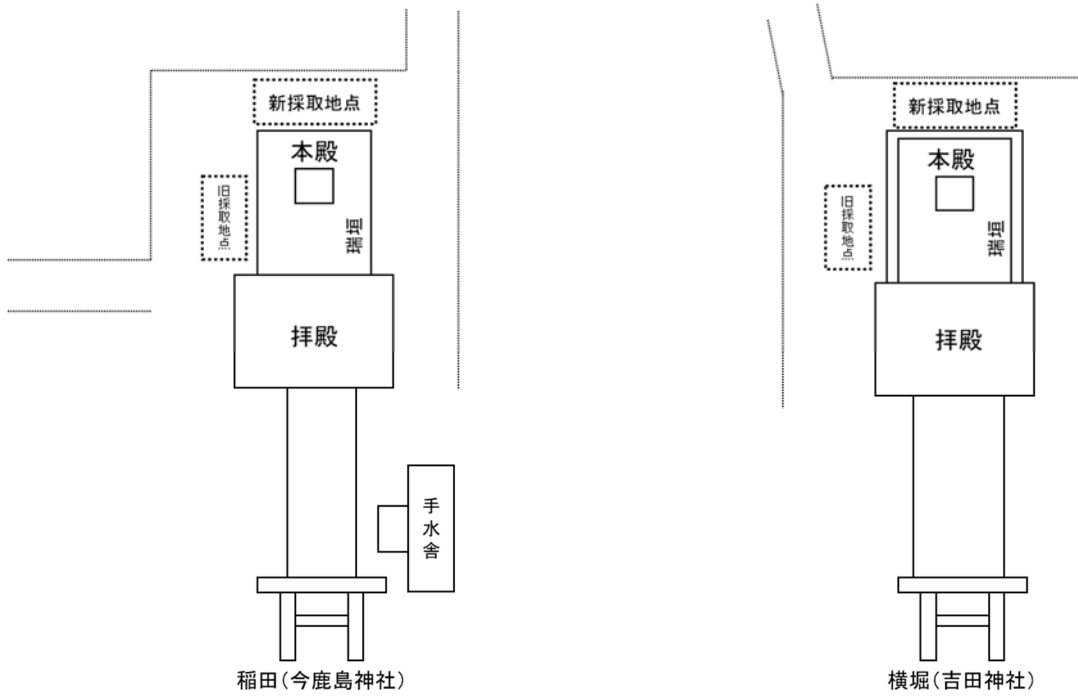 新採取地点
本殿
旧採取地点
瑞垣
拝殿
手水舎
稲田(今鹿島神社)
新採取地点
本殿
旧採取地点
瑞垣
拝殿
横堀(吉田神社)